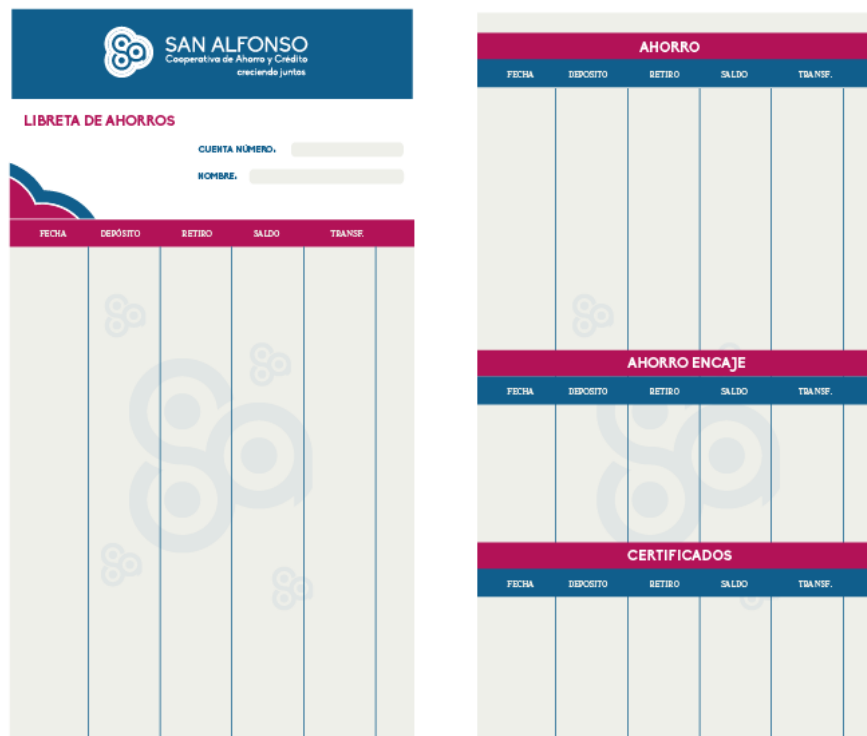 SAN ALFONSO
Cooperativa de Ahorro y Crédito
creciendo juntos
LIBRETA DE AHORROS
CUENTA NÚMERO.
NOMBRE.
FECHA DEPÓSITO RETIRO SALDO TRANSF.
AHORRO
FECHA DEPOSITO RETIRO SALDO TRANSF.
AHORRO ENCAJE
FECHA DEPOSITO RETIRO SALDO TRANSF.
CERTIFICADOS
FECHA DEPOSITO RETIRO SALDO TRANSF.